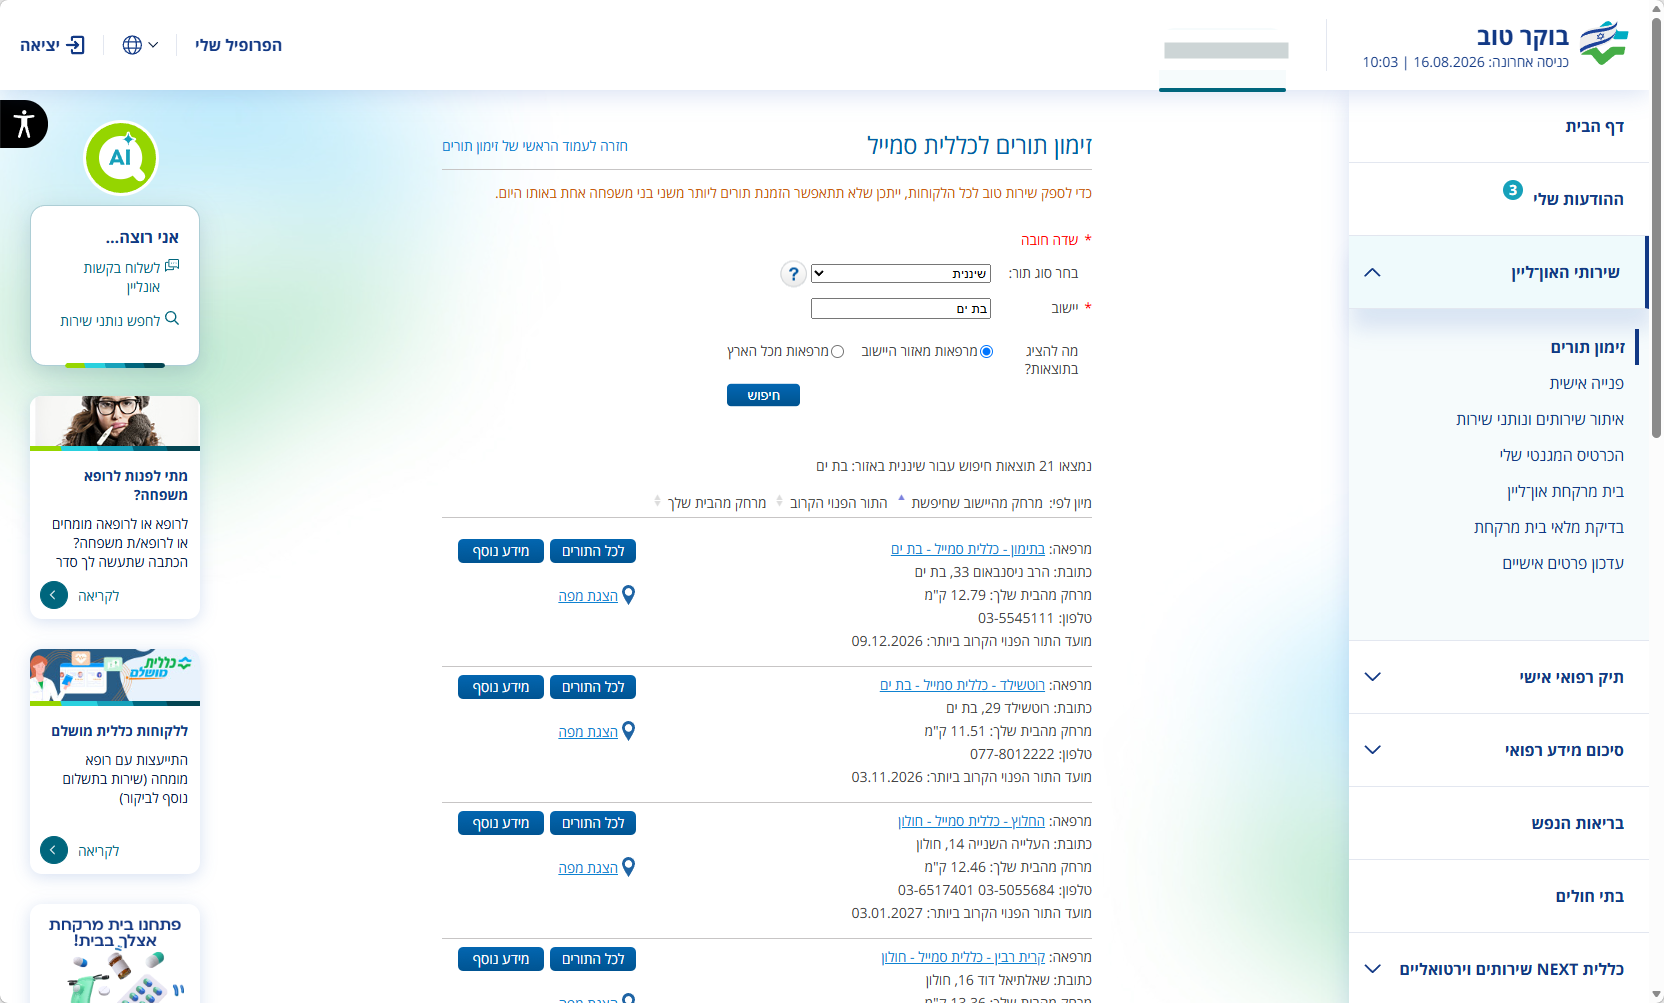 בוקר טוב
כניסה אחרונה: 16.08.2026 | 10:03
הפרופיל שלי
יציאה
דף הבית
ההודעות שלי 3
שירותי האון־ליין
זימון תורים
פנייה אישית
איתור שירותים ונותני שירות
הכרטיס המגנטי שלי
בית מרקחת און־ליין
בדיקת מלאי בית מרקחת
עדכון פרטים אישיים
תיק רפואי אישי
סיכום מידע רפואי
בריאות הנפש
בתי חולים
כללית NEXT שירותים וירטואליים
זימון תורים לכללית סמייל
חזרה לעמוד הראשי של זימון תורים
כדי לספק שירות טוב לכל הלקוחות, ייתכן שלא תתאפשר הזמנת תורים ליותר משני בני משפחה אחת באותו היום.
* שדה חובה
בחר סוג תור: שיננית ?
* יישוב בת ים
מה להציג בתוצאות? מרפאות מאזור היישוב מרפאות מכל הארץ
חיפוש
נמצאו 21 תוצאות חיפוש עבור שיננית באזור: בת ים
מיון לפי: מרחק מהיישוב שחיפשת התור הפנוי הקרוב מרחק מהבית שלך
מרפאה: בתימון - כללית סמייל - בת ים
כתובת: הרב ניסנבאום 33, בת ים
מרחק מהבית שלך: 12.79 ק"מ
טלפון: 03-5545111
מועד התור הפנוי הקרוב ביותר: 09.12.2026
לכל התורים
מידע נוסף
הצגת מפה
מרפאה: רוטשילד - כללית סמייל - בת ים
כתובת: רוטשילד 29, בת ים
מרחק מהבית שלך: 11.51 ק"מ
טלפון: 077-8012222
מועד התור הפנוי הקרוב ביותר: 03.11.2026
לכל התורים
מידע נוסף
הצגת מפה
מרפאה: החלוץ - כללית סמייל - חולון
כתובת: העלייה השנייה 14, חולון
מרחק מהבית שלך: 12.46 ק"מ
טלפון: 03-5055684 03-6517401
מועד התור הפנוי הקרוב ביותר: 03.01.2027
לכל התורים
מידע נוסף
הצגת מפה
מרפאה: קרית רבין - כללית סמייל - חולון
כתובת: שאלתיאל דוד 16, חולון
מרחק מהבית שלך: 13.36 ק"מ
לכל התורים
מידע נוסף
הצגת מפה
AI
אני רוצה...
לשלוח בקשות
אונליין
לחפש נותני שירות
מתי לפנות לרופא
משפחה?
לרופא או לרופאה מומחים
או לרופא/ת משפחה?
הכתבה שתעשה לך סדר
לקריאה
כללית
מושלם
ללקוחות כללית מושלם
התייעצות עם רופא
מומחה (שירות בתשלום
נוסף לביקור)
לקריאה
פתחנו בית מרקחת
אצלך בבית!